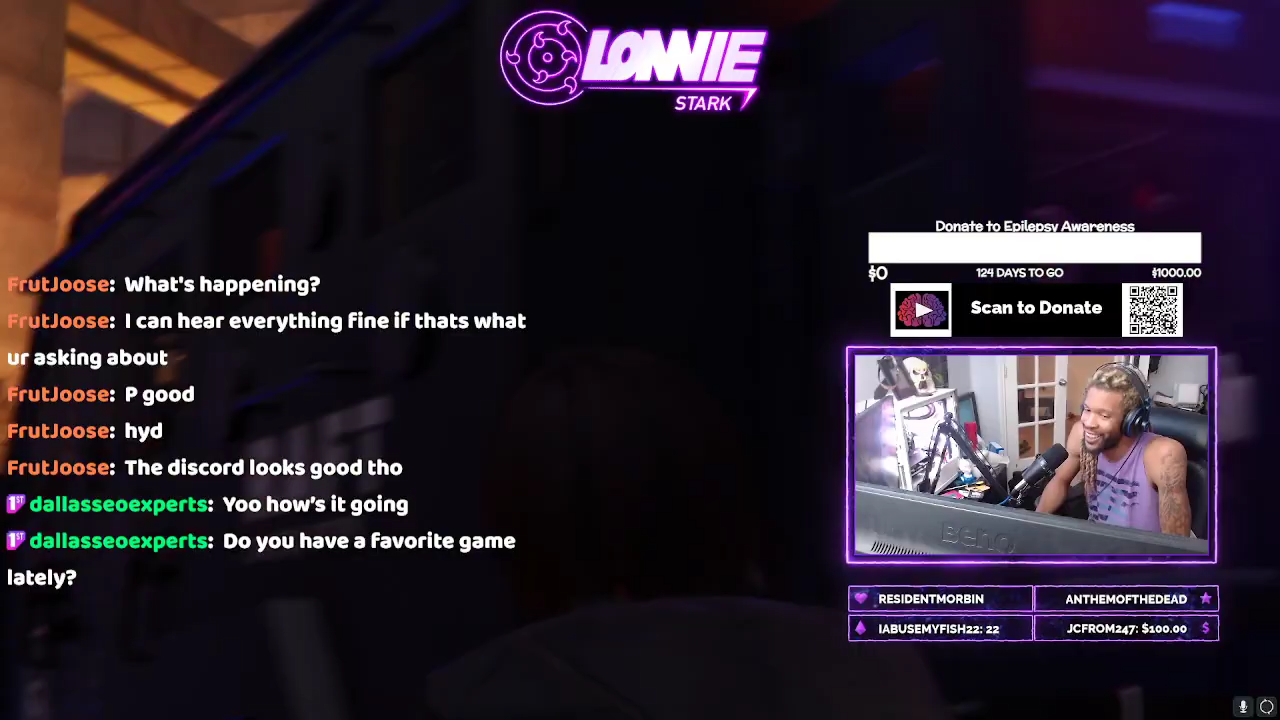 LONNIE
STARK
Donate to Epilepsy Awareness
$0 124 DAYS TO GO $1000.00
Scan to Donate
FrutJoose: What's happening?
FrutJoose: I can hear everything fine if thats what
ur asking about
FrutJoose: P good
FrutJoose: hyd
FrutJoose: The discord looks good tho
1ST dallasseoexperts: Yoo how's it going
1ST dallasseoexperts: Do you have a favorite game
lately?
BenQ
RESIDENTMORBIN ANTHEMOFTHEDEAD
IABUSEMYFISH22: 22 JCFROM247: $100.00 $